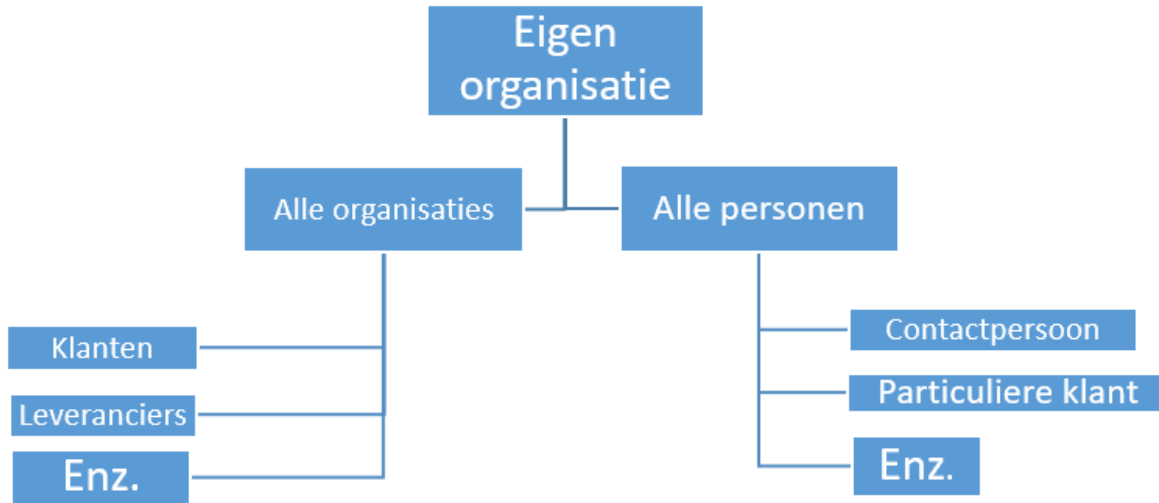 Eigen
organisatie
Alle organisaties
Alle personen
Klanten
Leveranciers
Enz.
Contactpersoon
Particuliere klant
Enz.